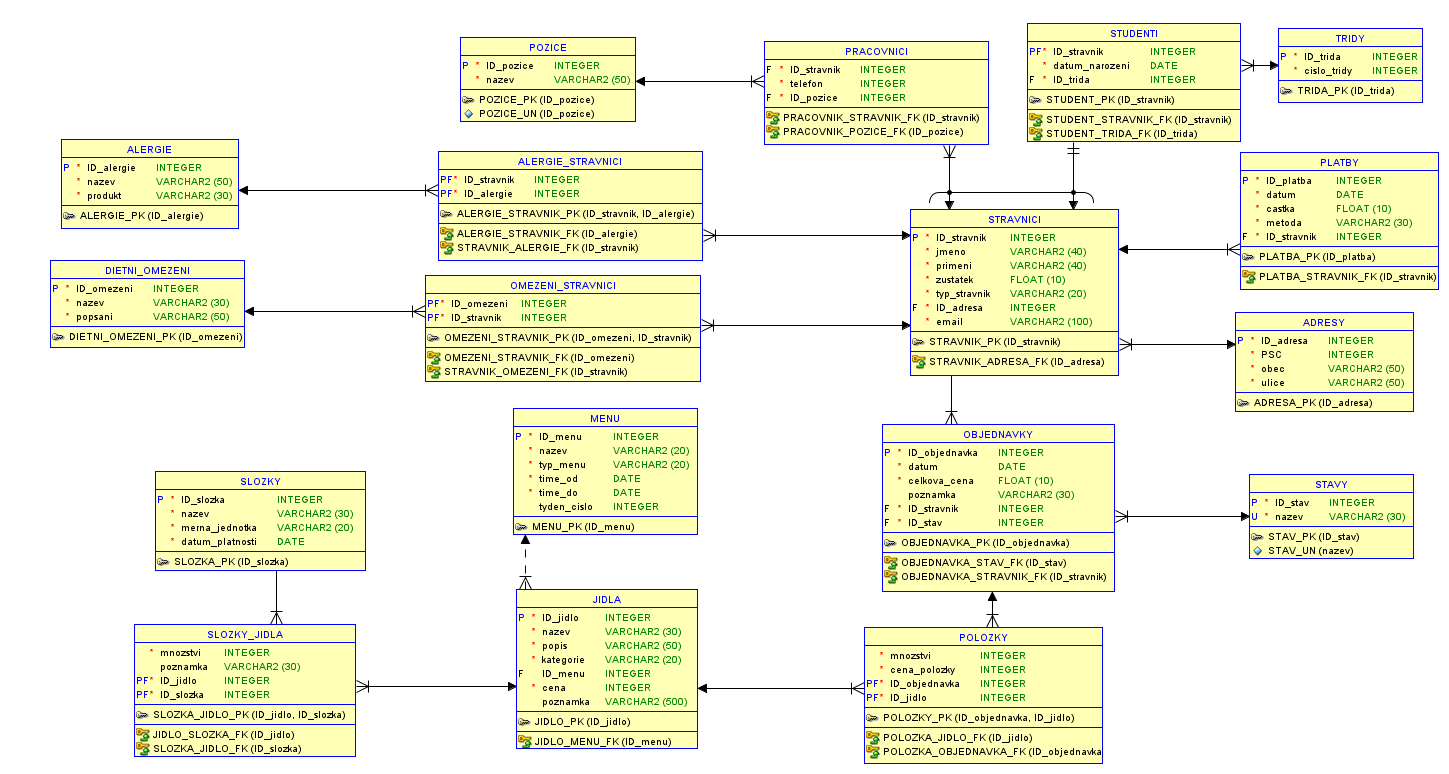 POZICE
P * ID_pozice INTEGER
* nazev VARCHAR2 (50)
POZICE_PK (ID_pozice)
POZICE_UN (ID_pozice)
PRACOVNICI
F * ID_stravnik INTEGER
* telefon INTEGER
F * ID_pozice INTEGER
PRACOVNIK_STRAVNIK_FK (ID_stravnik)
PRACOVNIK_POZICE_FK (ID_pozice)
STUDENTI
PF* ID_stravnik INTEGER
* datum_narozeni DATE
F * ID_trida INTEGER
STUDENT_PK (ID_stravnik)
STUDENT_STRAVNIK_FK (ID_stravnik)
STUDENT_TRIDA_FK (ID_trida)
TRIDY
P * ID_trida INTEGER
* cislo_tridy INTEGER
TRIDA_PK (ID_trida)
ALERGIE
P * ID_alergie INTEGER
* nazev VARCHAR2 (50)
* produkt VARCHAR2 (30)
ALERGIE_PK (ID_alergie)
ALERGIE_STRAVNICI
PF* ID_stravnik INTEGER
PF* ID_alergie INTEGER
ALERGIE_STRAVNIK_PK (ID_stravnik, ID_alergie)
ALERGIE_STRAVNIK_FK (ID_alergie)
STRAVNIK_ALERGIE_FK (ID_stravnik)
PLATBY
P * ID_platba INTEGER
* datum DATE
* castka FLOAT (10)
* metoda VARCHAR2 (30)
F * ID_stravnik INTEGER
PLATBA_PK (ID_platba)
PLATBA_STRAVNIK_FK (ID_stravnik)
STRAVNICI
P * ID_stravnik INTEGER
* jmeno VARCHAR2 (40)
* primeni VARCHAR2 (40)
* zustatek FLOAT (10)
* typ_stravnik VARCHAR2 (20)
F * ID_adresa INTEGER
* email VARCHAR2 (100)
STRAVNIK_PK (ID_stravnik)
STRAVNIK_ADRESA_FK (ID_adresa)
DIETNI_OMEZENI
P * ID_omezeni INTEGER
* nazev VARCHAR2 (30)
* popsani VARCHAR2 (50)
DIETNI_OMEZENI_PK (ID_omezeni)
OMEZENI_STRAVNICI
PF* ID_omezeni INTEGER
PF* ID_stravnik INTEGER
OMEZENI_STRAVNIK_PK (ID_omezeni, ID_stravnik)
OMEZENI_STRAVNIK_FK (ID_omezeni)
STRAVNIK_OMEZENI_FK (ID_stravnik)
ADRESY
P * ID_adresa INTEGER
* PSC INTEGER
* obec VARCHAR2 (50)
* ulice VARCHAR2 (50)
ADRESA_PK (ID_adresa)
MENU
P * ID_menu INTEGER
* nazev VARCHAR2 (20)
* typ_menu VARCHAR2 (20)
* time_od DATE
* time_do DATE
tyden_cislo INTEGER
MENU_PK (ID_menu)
OBJEDNAVKY
P * ID_objednavka INTEGER
* datum DATE
* celkova_cena FLOAT (10)
poznamka VARCHAR2 (30)
F * ID_stravnik INTEGER
F * ID_stav INTEGER
OBJEDNAVKA_PK (ID_objednavka)
OBJEDNAVKA_STAV_FK (ID_stav)
OBJEDNAVKA_STRAVNIK_FK (ID_stravnik)
SLOZKY
P * ID_slozka INTEGER
* nazev VARCHAR2 (30)
* merna_jednotka VARCHAR2 (20)
* datum_platnosti DATE
SLOZKA_PK (ID_slozka)
STAVY
P * ID_stav INTEGER
U * nazev VARCHAR2 (30)
STAV_PK (ID_stav)
STAV_UN (nazev)
JIDLA
P * ID_jidlo INTEGER
* nazev VARCHAR2 (30)
* popis VARCHAR2 (50)
* kategorie VARCHAR2 (20)
F ID_menu INTEGER
* cena INTEGER
poznamka VARCHAR2 (500)
JIDLO_PK (ID_jidlo)
JIDLO_MENU_FK (ID_menu)
SLOZKY_JIDLA
* mnozstvi INTEGER
poznamka VARCHAR2 (30)
PF* ID_jidlo INTEGER
PF* ID_slozka INTEGER
SLOZKA_JIDLO_PK (ID_jidlo, ID_slozka)
JIDLO_SLOZKA_FK (ID_jidlo)
SLOZKA_JIDLO_FK (ID_slozka)
POLOZKY
* mnozstvi INTEGER
* cena_polozky INTEGER
PF* ID_objednavka INTEGER
PF* ID_jidlo INTEGER
POLOZKY_PK (ID_objednavka, ID_jidlo)
POLOZKA_JIDLO_FK (ID_jidlo)
POLOZKA_OBJEDNAVKA_FK (ID_objednavka